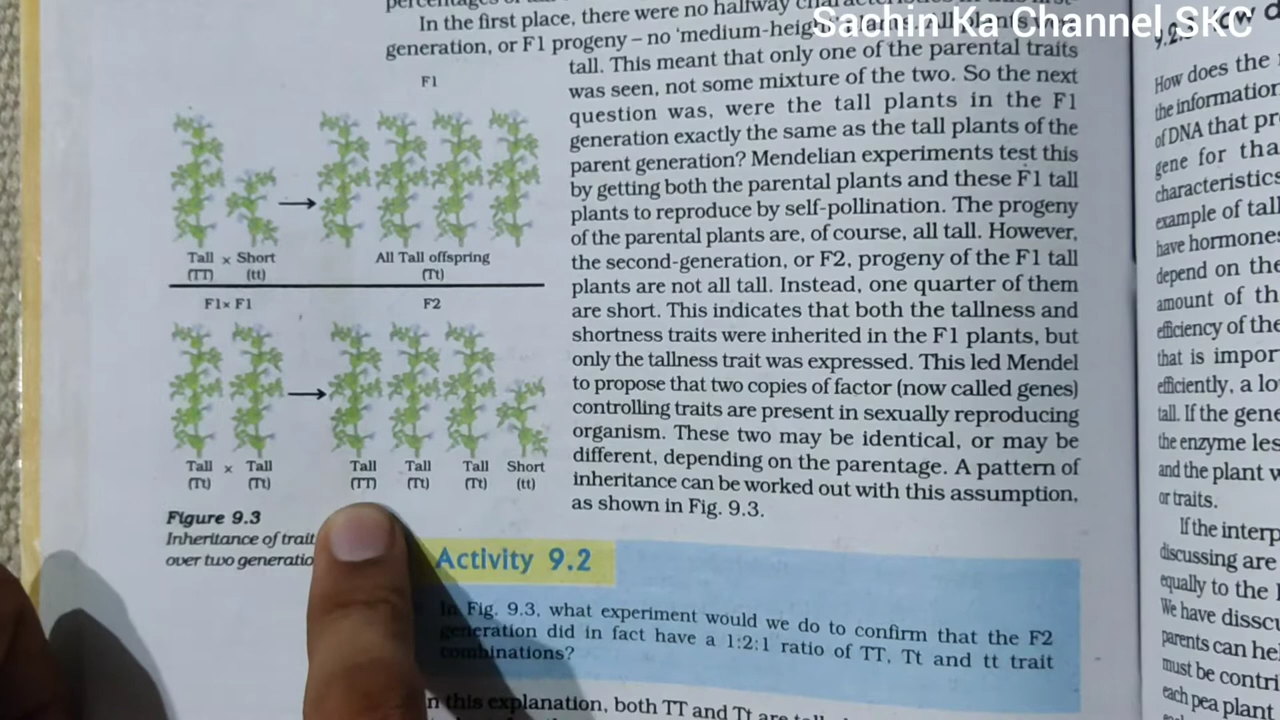 Sachin Ka Channel SKC
In the first place, there were no halfway
generation, or F1 progeny – no 'medium-height'
tall. This meant that only one of the parental traits
was seen, not some mixture of the two. So the next
question was, were the tall plants in the F1
generation exactly the same as the tall plants of the
parent generation? Mendelian experiments test this
by getting both the parental plants and these F1 tall
plants to reproduce by self-pollination. The progeny
of the parental plants are, of course, all tall. However,
the second-generation, or F2, progeny of the F1 tall
plants are not all tall. Instead, one quarter of them
are short. This indicates that both the tallness and
shortness traits were inherited in the F1 plants, but
only the tallness trait was expressed. This led Mendel
to propose that two copies of factor (now called genes)
controlling traits are present in sexually reproducing
organism. These two may be identical, or may be
different, depending on the parentage. A pattern of
inheritance can be worked out with this assumption,
as shown in Fig. 9.3.
F1
Tall x Short
(TT) (tt)
All Tall offspring
(Tt)
F1x F1
F2
Tall x Tall
(Tt) (Tt)
Tall Tall Tall Short
(TT) (Tt) (Tt) (tt)
Figure 9.3
Inheritance of trait
over two generatio
Activity 9.2
In Fig. 9.3, what experiment would we do to confirm that the F2
generation did in fact have a 1:2:1 ratio of TT, Tt and tt trait
combinations?
n this explanation, both TT and Tt are
How does the
the information
of DNA that pr
gene for tha
characteristics
example of tall
have hormones
depend on the
amount of th
efficiency of the
that is impor
efficiently, a lo
tall. If the gene
the enzyme les
and the plant w
or traits.
If the interp
discussing are
equally to the
We have disscu
parents can he
must be contri
each pea plant